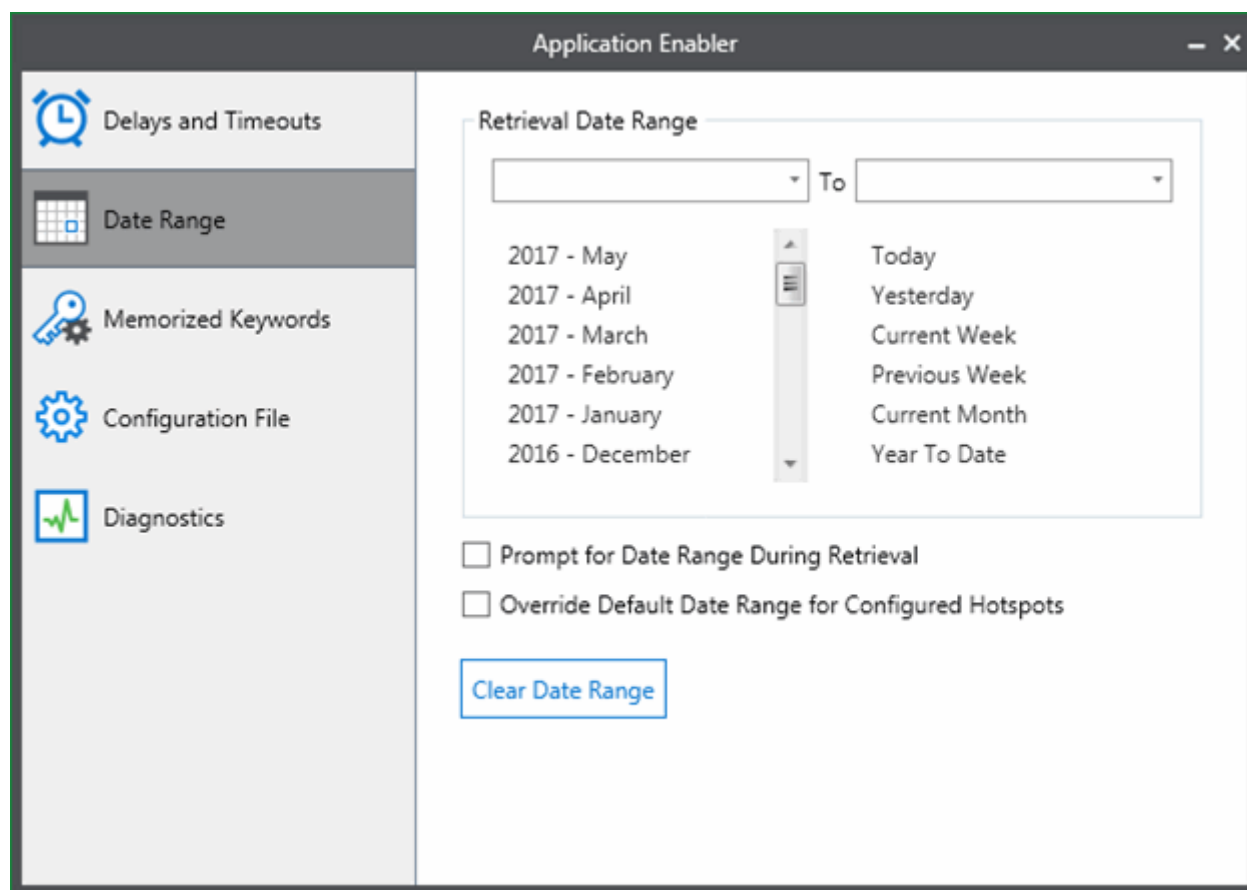 Application Enabler
Delays and Timeouts
Date Range
Memorized Keywords
Configuration File
Diagnostics
Retrieval Date Range
To
2017 - May
2017 - April
2017 - March
2017 - February
2017 - January
2016 - December
Today
Yesterday
Current Week
Previous Week
Current Month
Year To Date
Prompt for Date Range During Retrieval
Override Default Date Range for Configured Hotspots
Clear Date Range